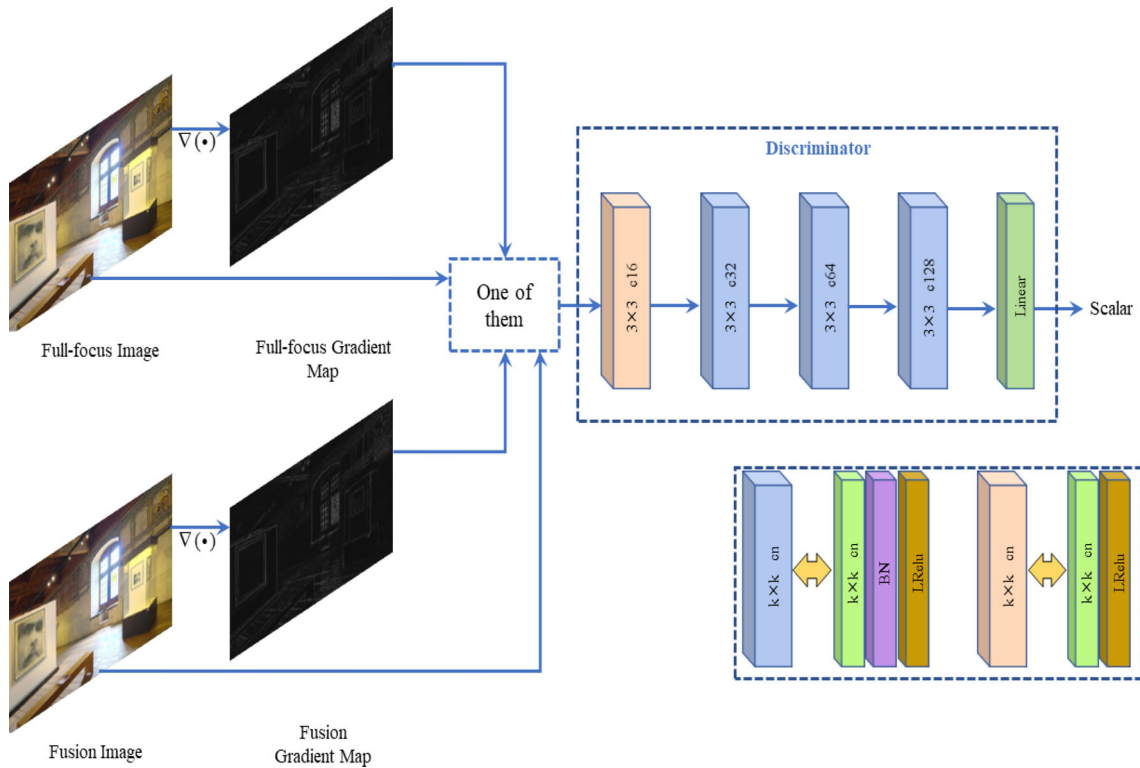 ∇(•)
Full-focus Image
Full-focus Gradient
Map
∇(•)
Fusion Image
Fusion
Gradient Map
One of
them
Discriminator
3×3 c16
3×3 c32
3×3 c64
3×3 c128
Linear
Scalar
k×k cn
k×k cn
BN
LRelu
k×k cn
k×k cn
LRelu